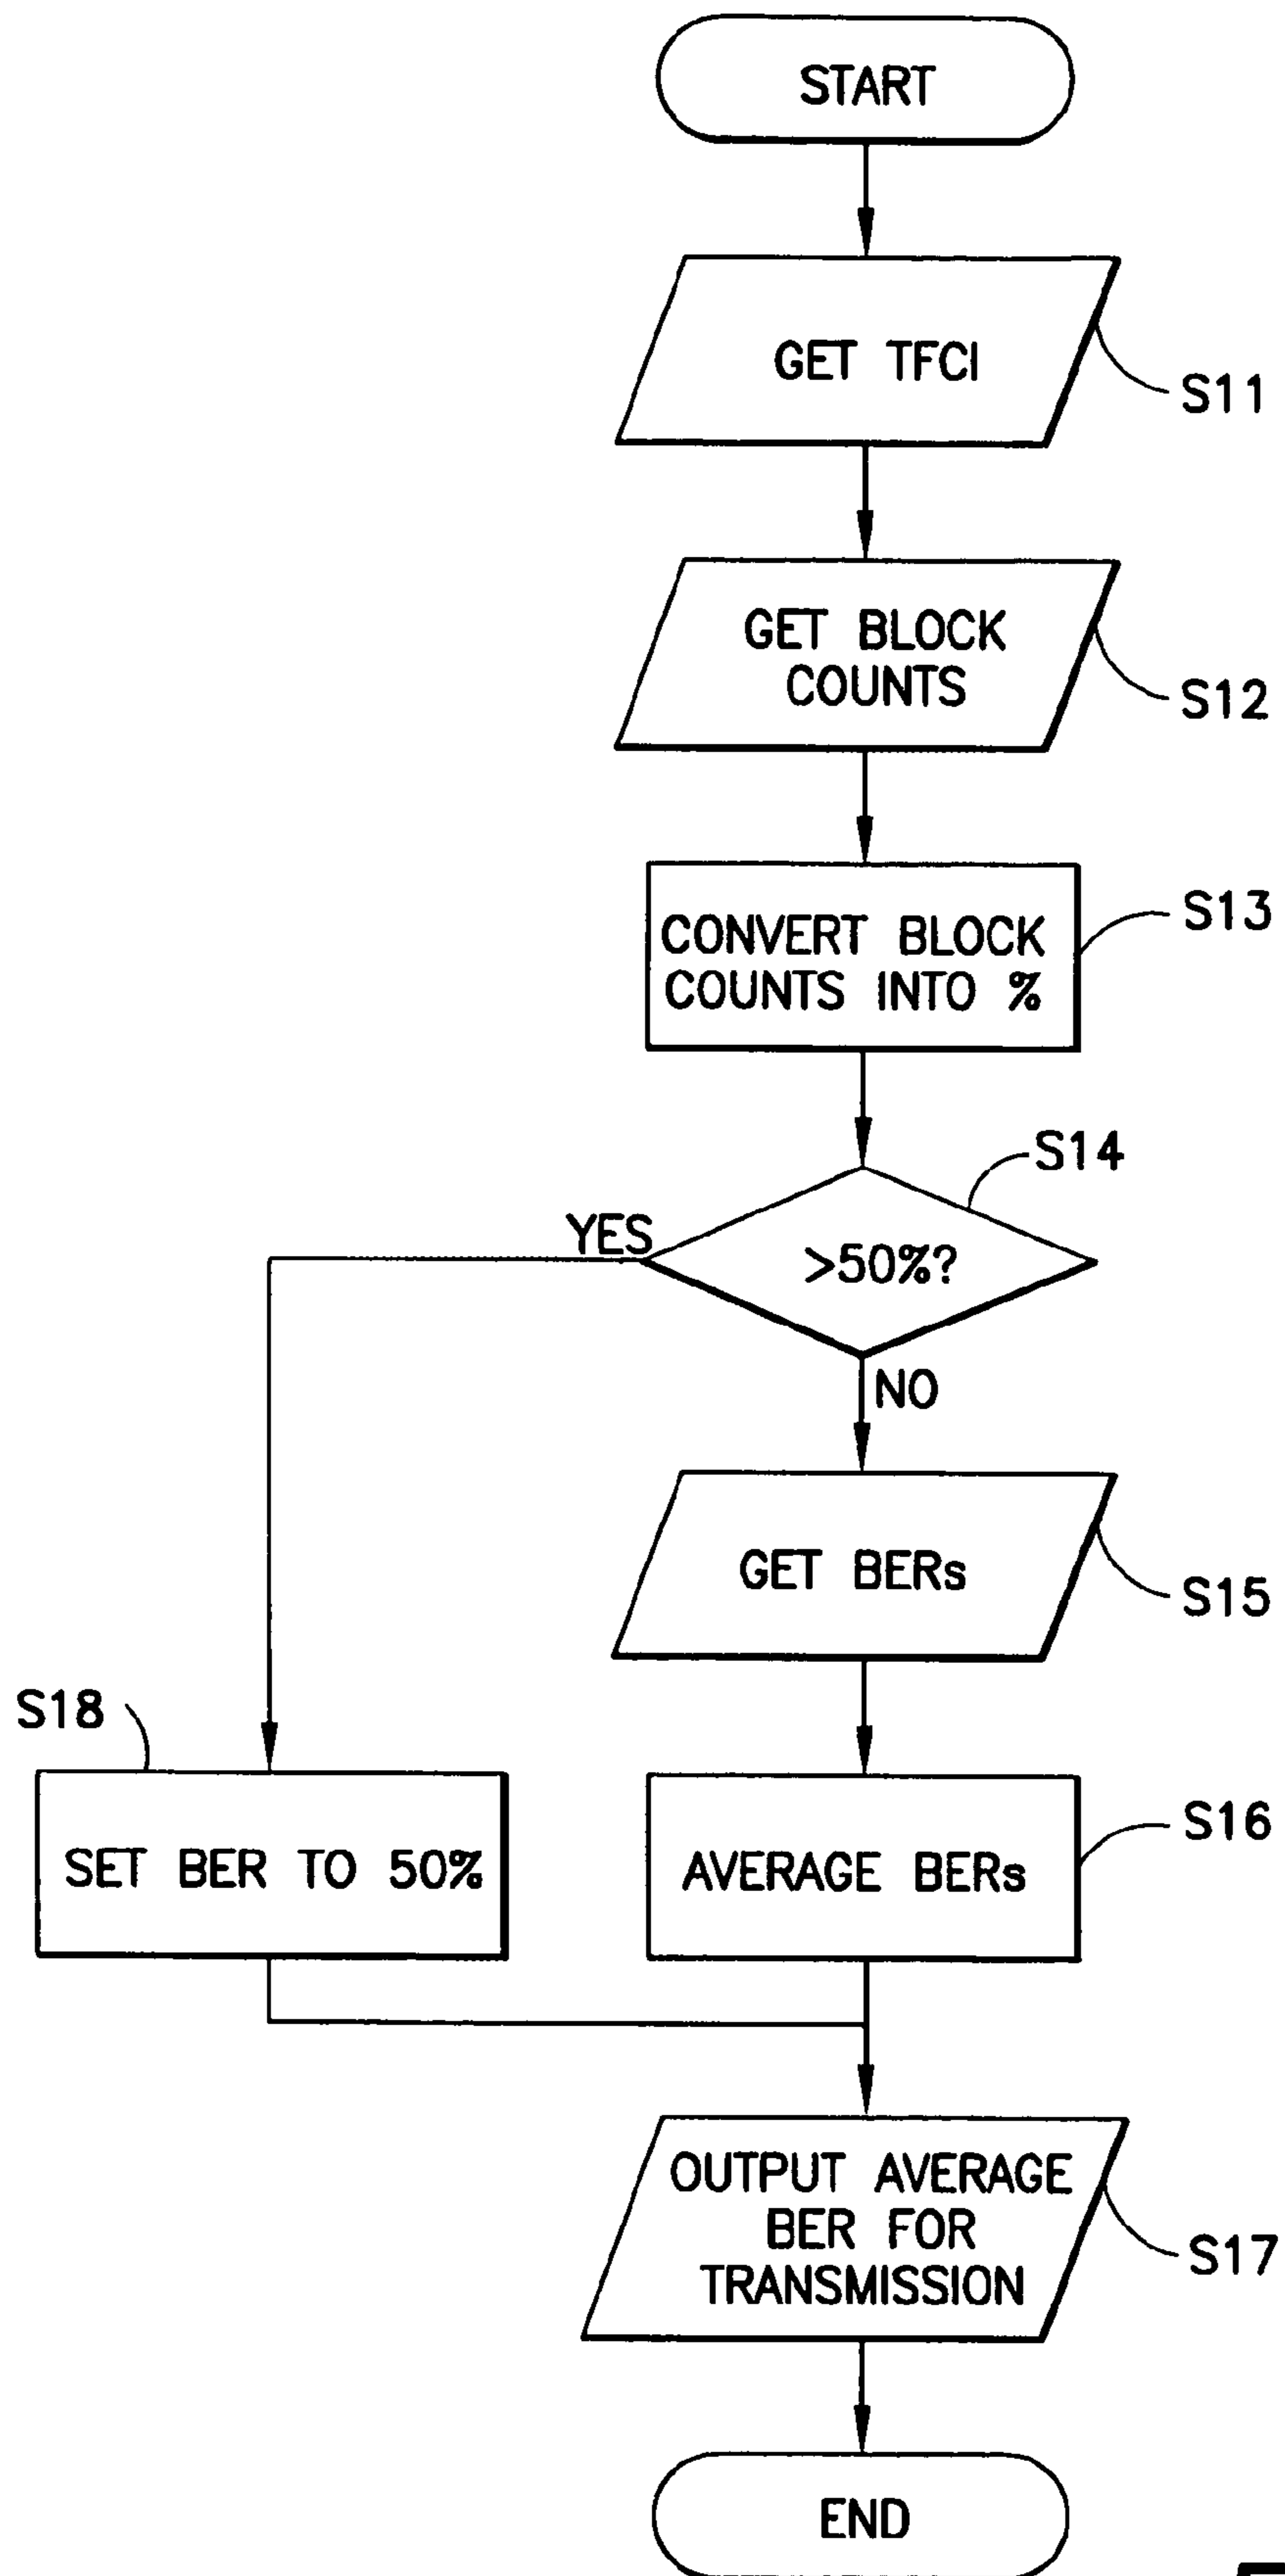 START
GET TFCI
S11
GET BLOCK
COUNTS
S12
S13
CONVERT BLOCK
COUNTS INTO %
S14
YES
>50%?
NO
GET BERs
S15
S18
S16
SET BER TO 50%
AVERAGE BERs
OUTPUT AVERAGE
BER FOR
TRANSMISSION
S17
END